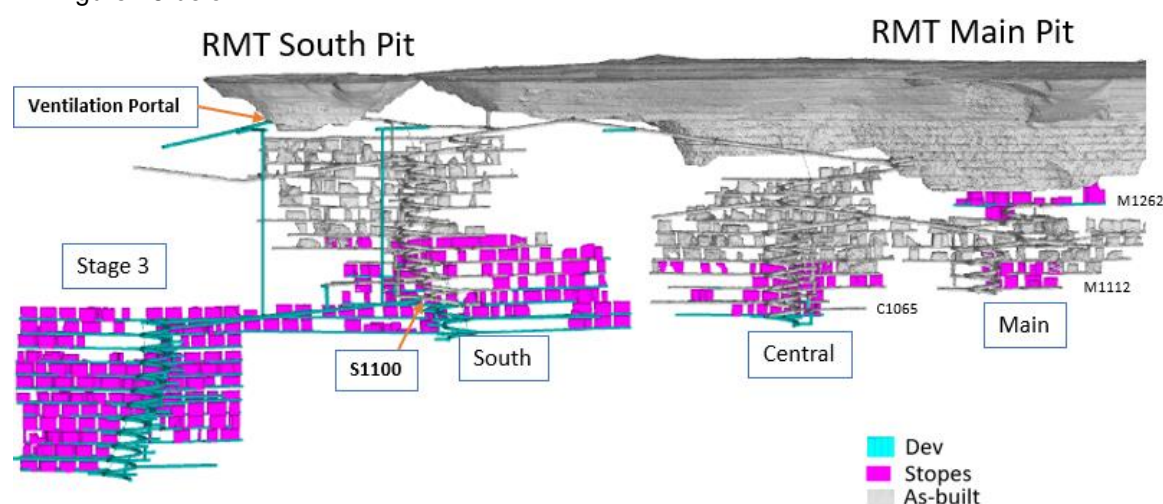 RMT South Pit
RMT Main Pit
Ventilation Portal
M1262
Stage 3
M1112
C1065
Main
S1100
South
Central
Dev
Stopes
As-built